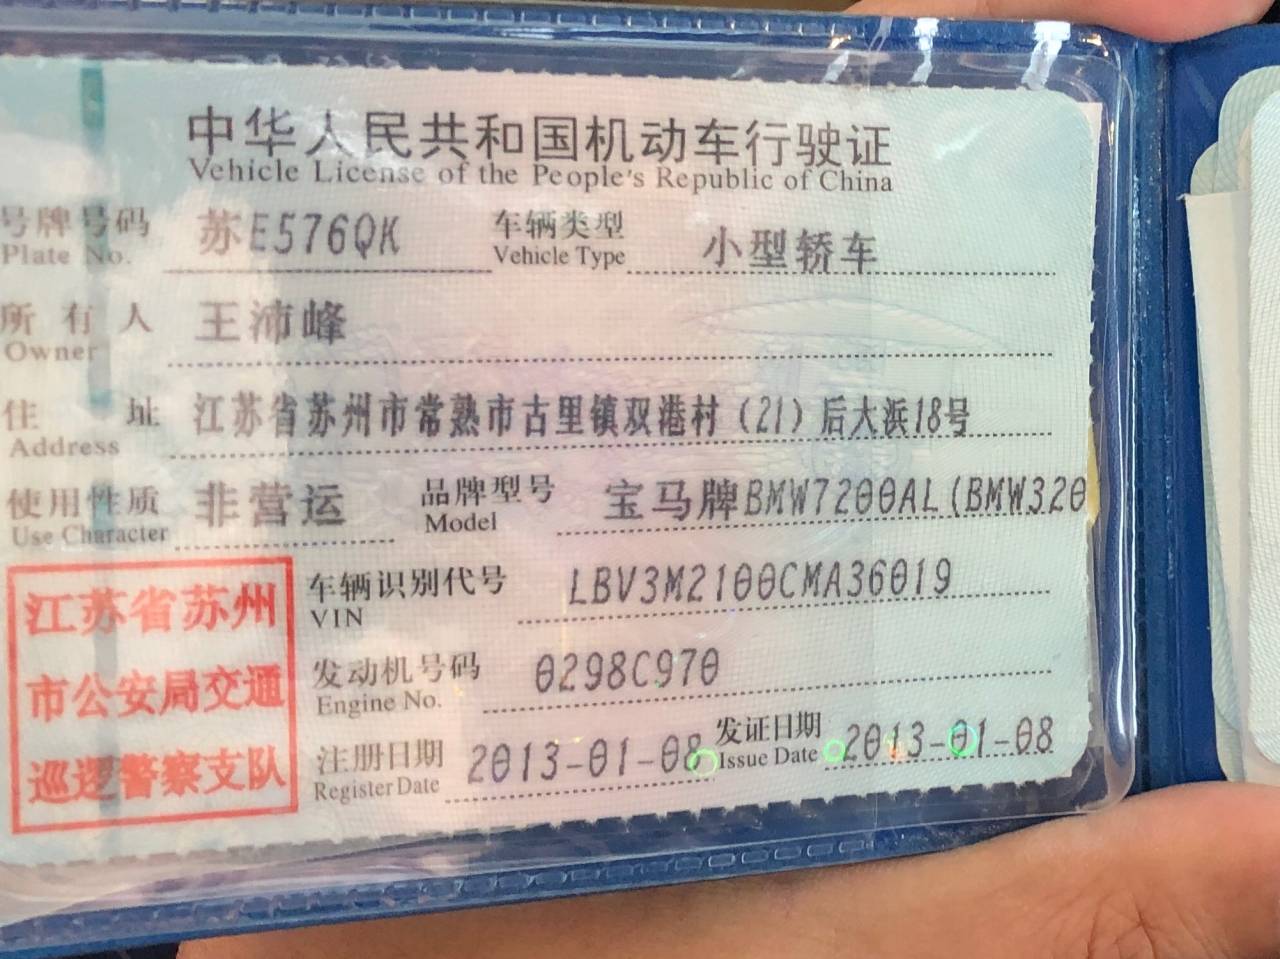 中华人民共和国机动车行驶证
Vehicle License of the People's Republic of China
号牌号码 苏E576QK 车辆类型 小型轿车
Plate No. Vehicle Type
所有人 王沛峰
Owner
住址 江苏省苏州市常熟市古里镇双港村（21）后大浜18号
Address
使用性质 非营运 品牌型号 宝马牌BMW7200AL(BMW320
Use Character Model
江苏省苏州
市公安局交通
巡逻警察支队
车辆识别代号 LBV3M2100CMA36019
VIN
发动机号码 0298C970
Engine No.
注册日期 2013-01-08 发证日期 2013-01-08
Register Date Issue Date